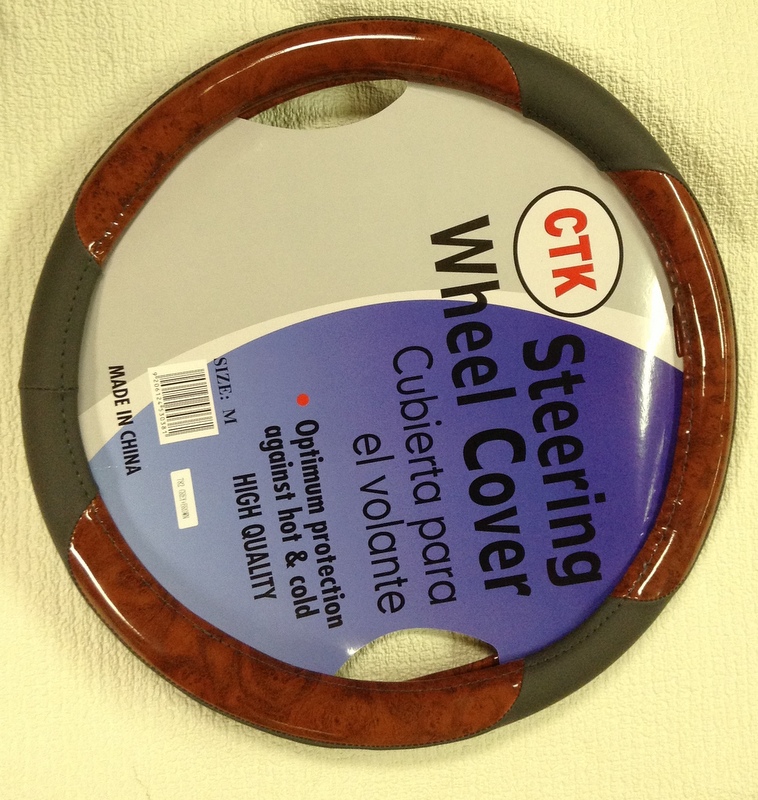 CTK
Steering
Wheel Cover
Cubierta para
el volante
Optimum protection
against hot & cold
HIGH QUALITY
SIZE: M
MADE IN CHINA